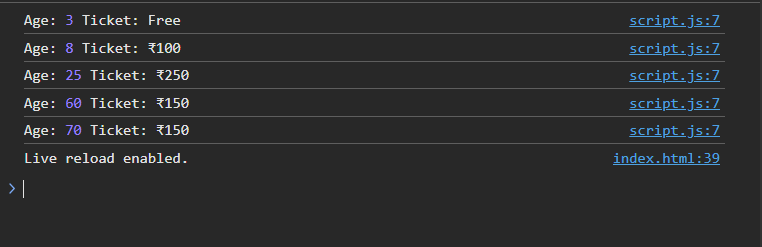 Age: 3 Ticket: Free script.js:7
Age: 8 Ticket: ₹100 script.js:7
Age: 25 Ticket: ₹250 script.js:7
Age: 60 Ticket: ₹150 script.js:7
Age: 70 Ticket: ₹150 script.js:7
Live reload enabled. index.html:39
>